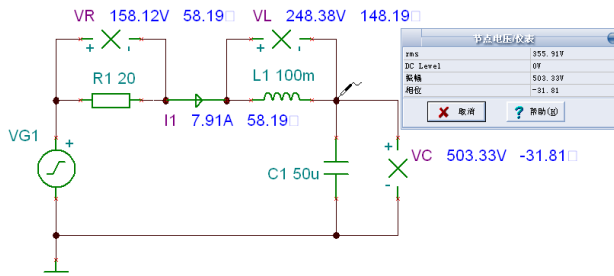 VR 158.12V 58.19□
VL 248.38V 148.19□
R1 20
L1 100m
I1 7.91A 58.19□
VG1
C1 50u
VC 503.33V -31.81□
节点电压/仪表
rms 355.91V
DC Level 0V
振幅 503.33V
相位 -31.81
取消
帮助(H)